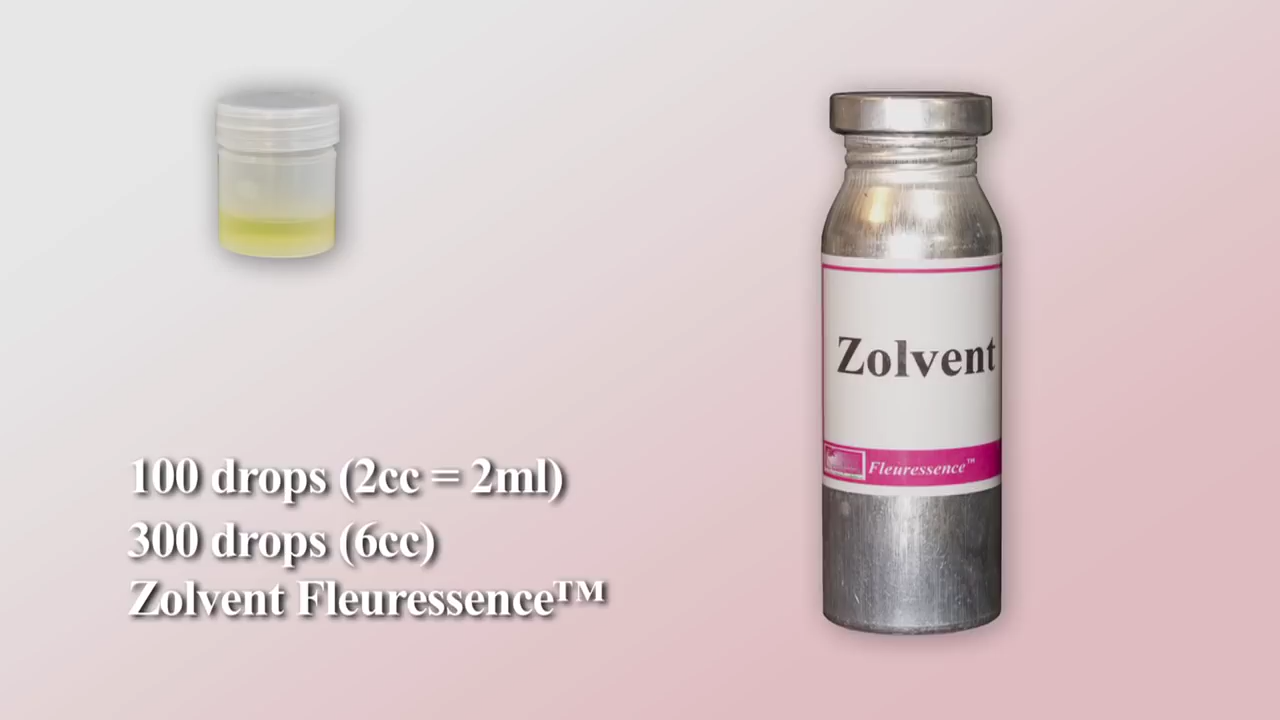 100 drops (2cc = 2ml)
300 drops (6cc)
Zolvent Fleuressence™
Zolvent
Fleuressence™